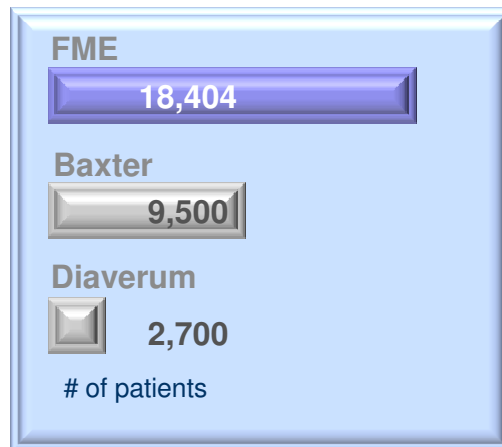 FME
18,404
Baxter
9,500
Diaverum
2,700
# of patients